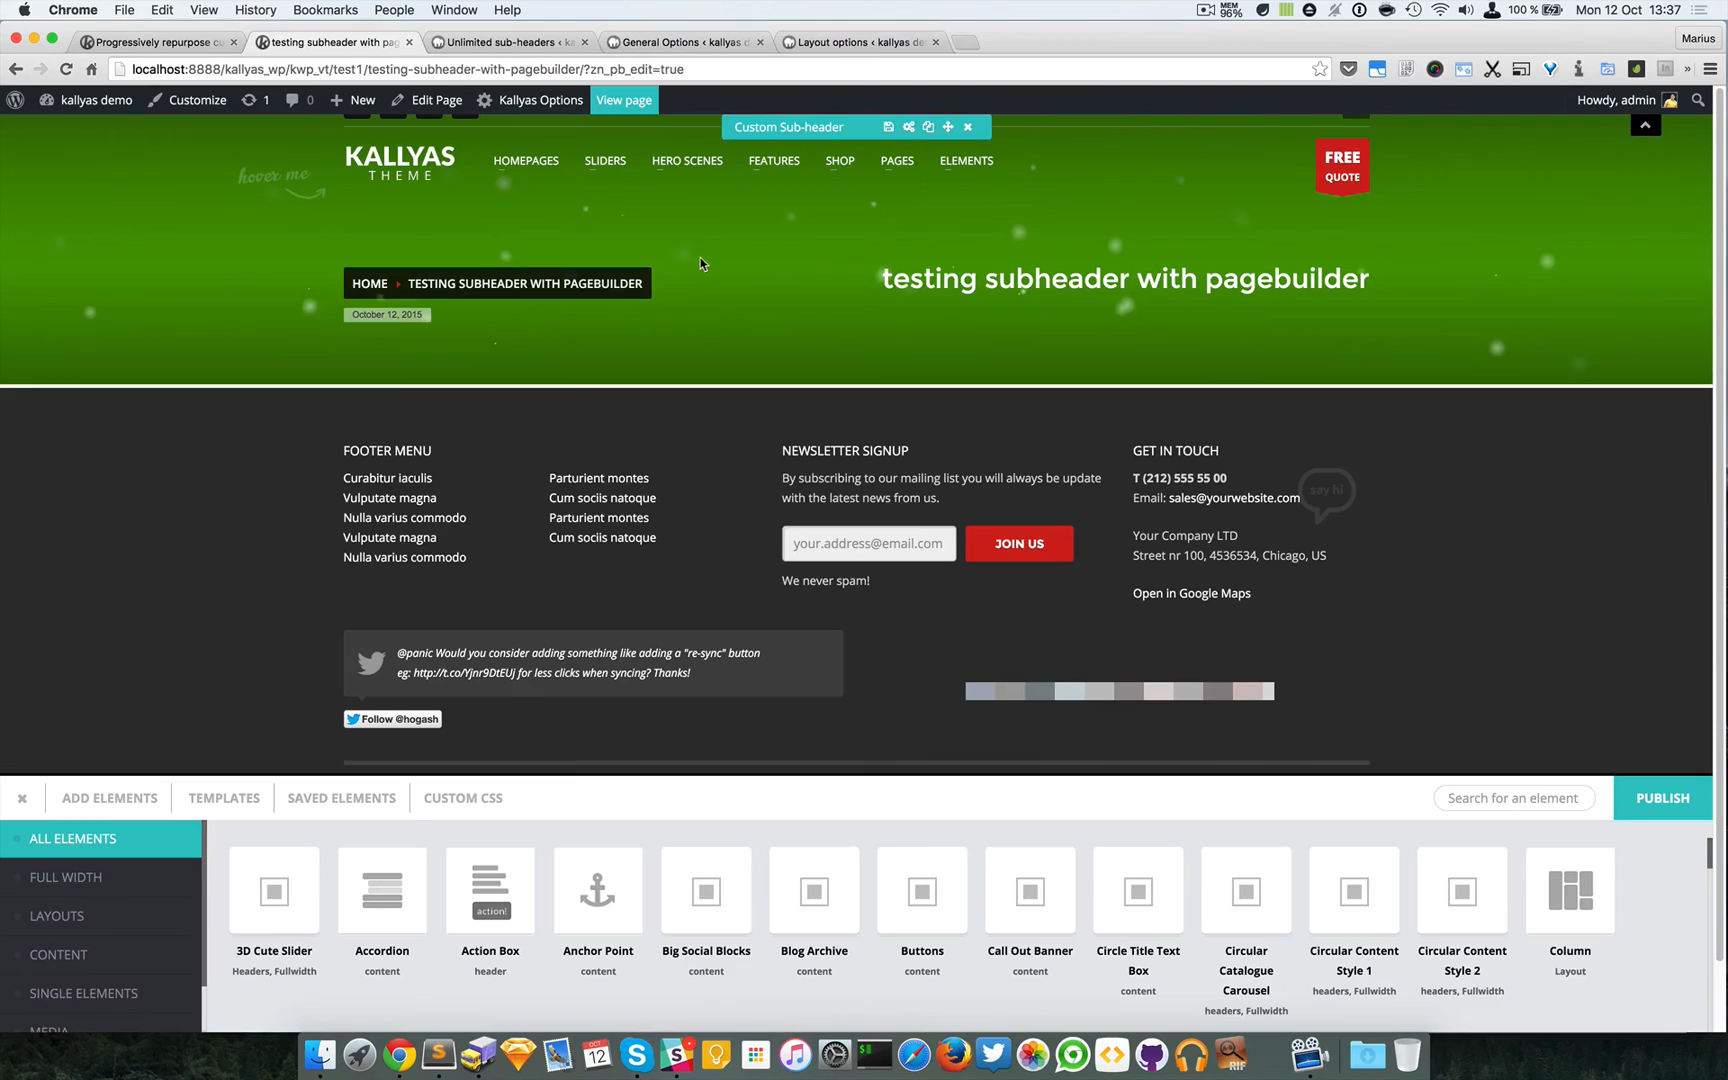 Chrome File Edit View History Bookmarks People Window Help
MEM 96% 100 % Mon 12 Oct 13:37
Progressively repurpose c
testing subheader with pag
Unlimited sub-headers ‹ ka
General Options ‹ kallyas d
Layout options ‹ kallyas de
Marius
localhost:8888/kallyas_wp/kwp_vt/test1/testing-subheader-with-pagebuilder/?zn_pb_edit=true
kallyas demo Customize 1 0 New Edit Page Kallyas Options View page Howdy, admin
Custom Sub-header
KALLYAS
THEME
hover me
HOMEPAGES SLIDERS HERO SCENES FEATURES SHOP PAGES ELEMENTS
FREE
QUOTE
HOME TESTING SUBHEADER WITH PAGEBUILDER
testing subheader with pagebuilder
October 12, 2015
FOOTER MENU
Curabitur iaculis
Vulputate magna
Nulla varius commodo
Vulputate magna
Nulla varius commodo
Parturient montes
Cum sociis natoque
Parturient montes
Cum sociis natoque
NEWSLETTER SIGNUP
By subscribing to our mailing list you will always be update
with the latest news from us.
your.address@email.com
JOIN US
We never spam!
GET IN TOUCH
T (212) 555 55 00
Email: sales@yourwebsite.com
say hi
Your Company LTD
Street nr 100, 4536534, Chicago, US
Open in Google Maps
@panic Would you consider adding something like adding a "re-sync" button
eg: http://t.co/Yjnr9DtEUj for less clicks when syncing? Thanks!
Follow @hogash
ADD ELEMENTS TEMPLATES SAVED ELEMENTS CUSTOM CSS
Search for an element
PUBLISH
ALL ELEMENTS
FULL WIDTH
LAYOUTS
CONTENT
SINGLE ELEMENTS
MEDIA
3D Cute Slider
Headers, Fullwidth
Accordion
content
action!
Action Box
header
Anchor Point
content
Big Social Blocks
content
Blog Archive
content
Buttons
content
Call Out Banner
content
Circle Title Text
Box
content
Circular
Catalogue
Carousel
headers, Fullwidth
Circular Content
Style 1
headers, Fullwidth
Circular Content
Style 2
headers, Fullwidth
Column
Layout
OCT
12
RIF